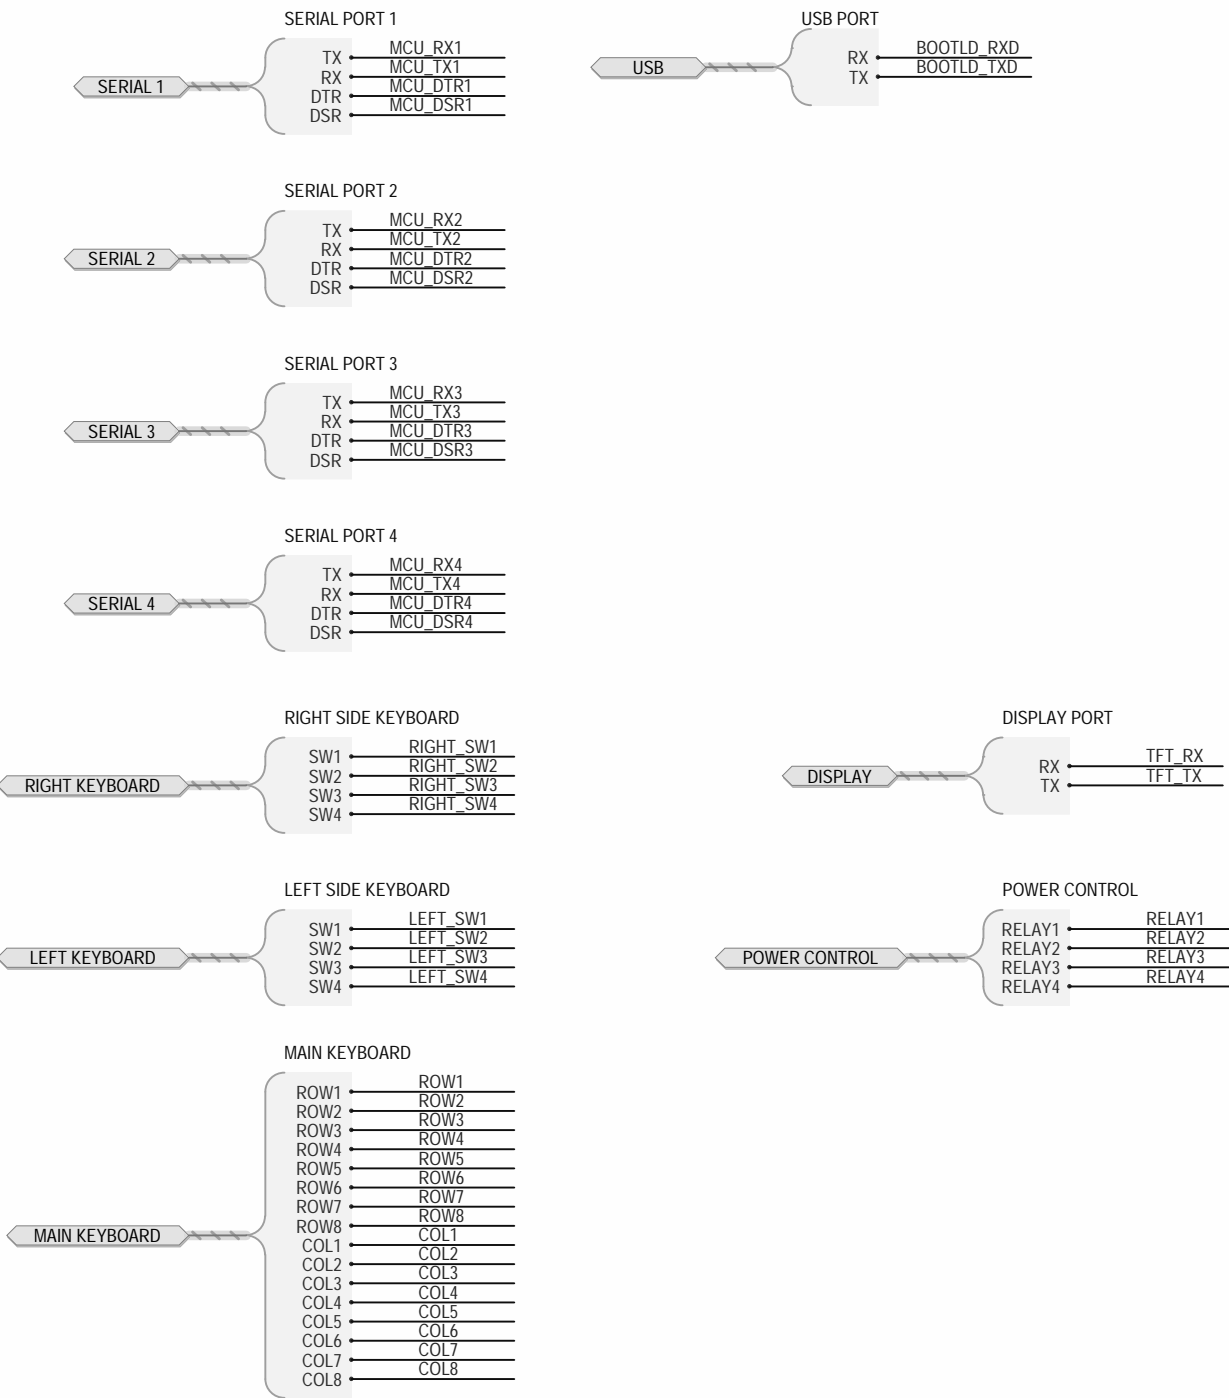 SERIAL PORT 1
SERIAL 1
TX MCU_RX1
RX MCU_TX1
DTR MCU_DTR1
DSR MCU_DSR1
USB PORT
USB
RX BOOTLD_RXD
TX BOOTLD_TXD
SERIAL PORT 2
SERIAL 2
TX MCU_RX2
RX MCU_TX2
DTR MCU_DTR2
DSR MCU_DSR2
SERIAL PORT 3
SERIAL 3
TX MCU_RX3
RX MCU_TX3
DTR MCU_DTR3
DSR MCU_DSR3
SERIAL PORT 4
SERIAL 4
TX MCU_RX4
RX MCU_TX4
DTR MCU_DTR4
DSR MCU_DSR4
RIGHT SIDE KEYBOARD
RIGHT KEYBOARD
SW1 RIGHT_SW1
SW2 RIGHT_SW2
SW3 RIGHT_SW3
SW4 RIGHT_SW4
DISPLAY PORT
DISPLAY
RX TFT_RX
TX TFT_TX
LEFT SIDE KEYBOARD
LEFT KEYBOARD
SW1 LEFT_SW1
SW2 LEFT_SW2
SW3 LEFT_SW3
SW4 LEFT_SW4
POWER CONTROL
POWER CONTROL
RELAY1 RELAY1
RELAY2 RELAY2
RELAY3 RELAY3
RELAY4 RELAY4
MAIN KEYBOARD
MAIN KEYBOARD
ROW1 ROW1
ROW2 ROW2
ROW3 ROW3
ROW4 ROW4
ROW5 ROW5
ROW6 ROW6
ROW7 ROW7
ROW8 ROW8
COL1 COL1
COL2 COL2
COL3 COL3
COL4 COL4
COL5 COL5
COL6 COL6
COL7 COL7
COL8 COL8